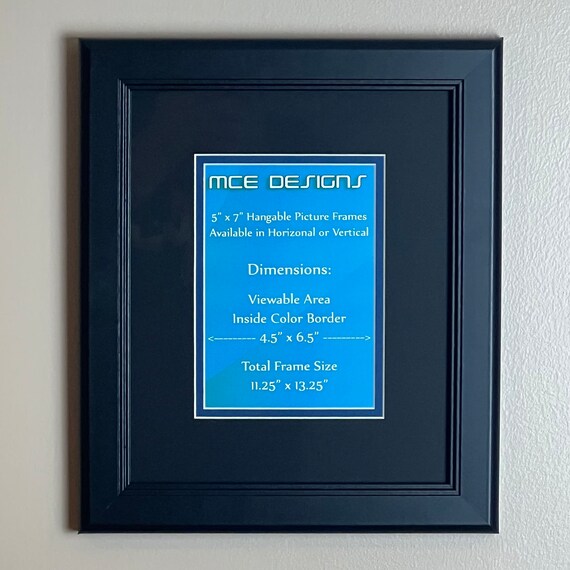 MCE DESIGNS
5" x 7" Hangable Picture Frames
Available in Horizonal or Vertical
Dimensions:
Viewable Area
Inside Color Border
<--------- 4.5" x 6.5" --------->
Total Frame Size
11.25" x 13.25"